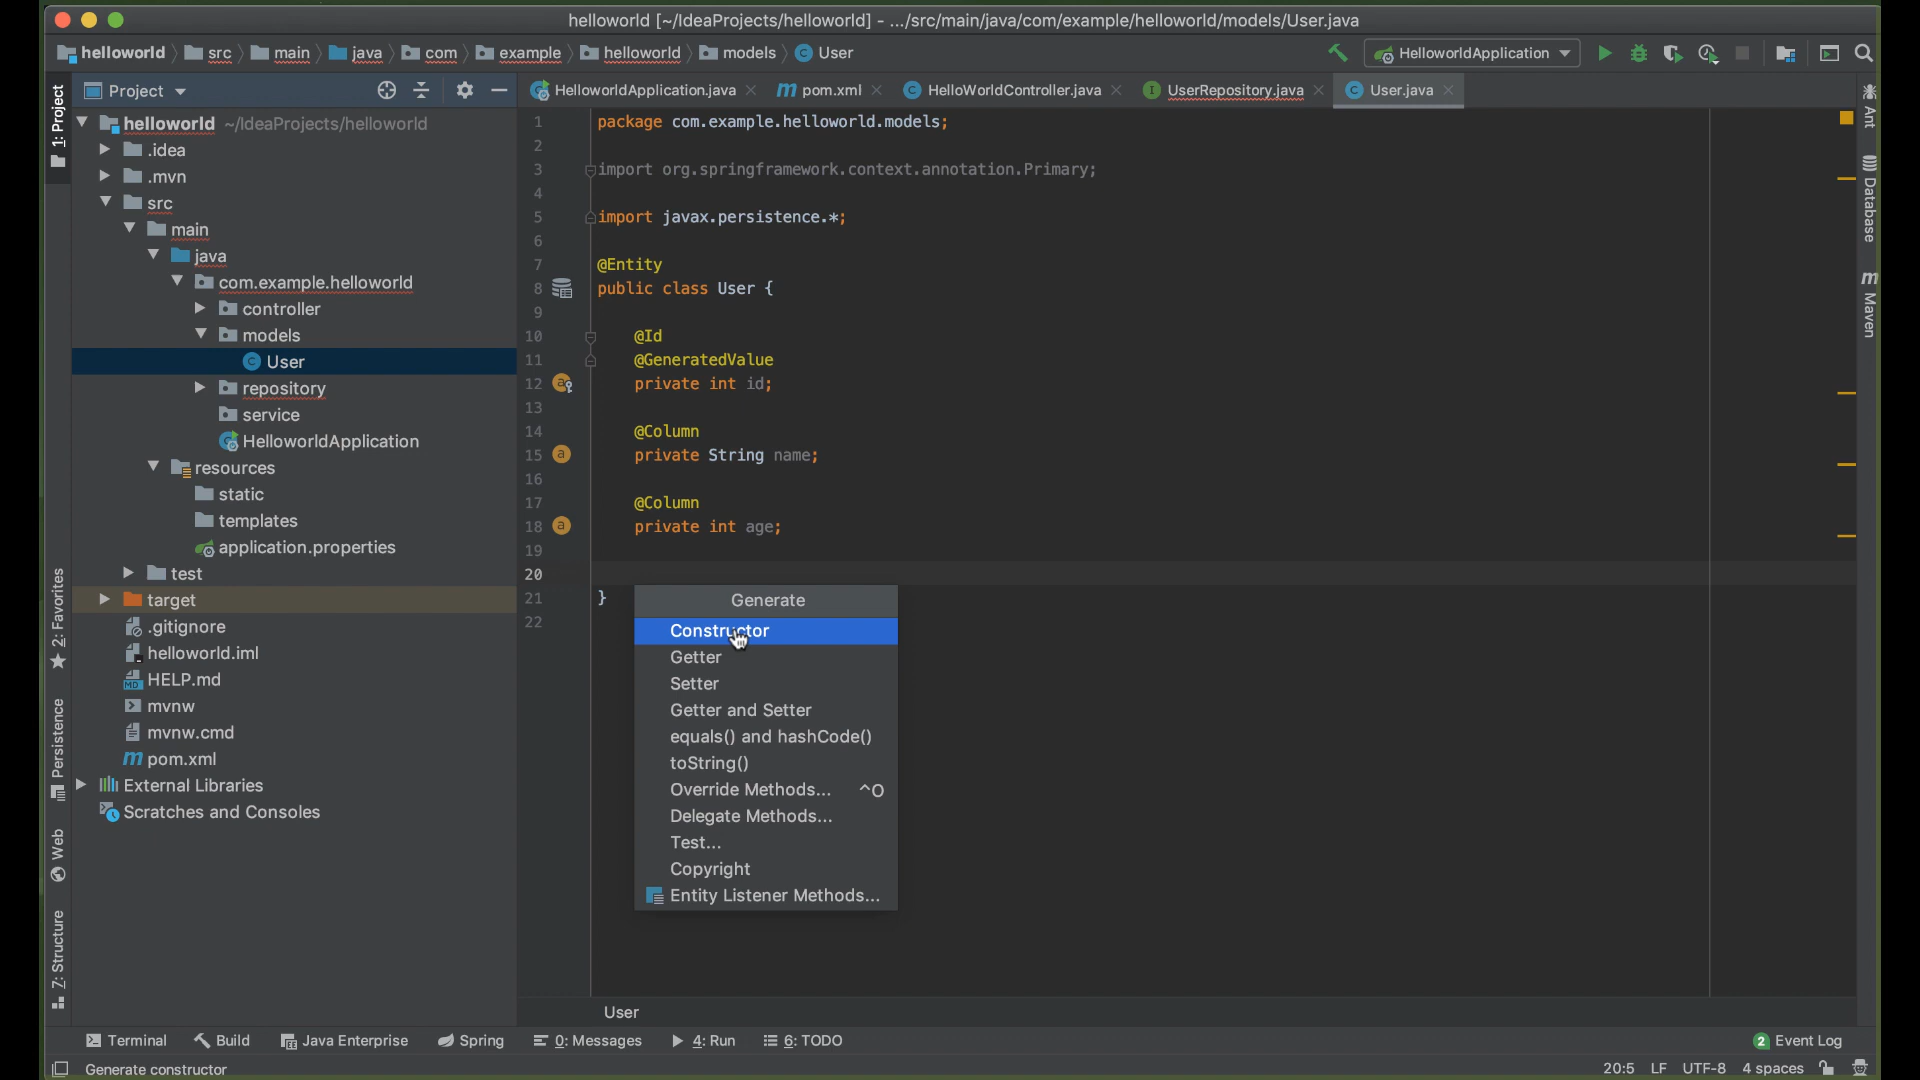 helloworld [~/IdeaProjects/helloworld] - .../src/main/java/com/example/helloworld/models/User.java
helloworld src main java com example helloworld models User HelloworldApplication
1: Project
Project
HelloworldApplication.java pom.xml HelloWorldController.java UserRepository.java User.java
Ant
Database
Maven
helloworld ~/IdeaProjects/helloworld
.idea
.mvn
src
main
java
com.example.helloworld
controller
models
User
repository
service
HelloworldApplication
resources
static
templates
application.properties
test
target
.gitignore
helloworld.iml
HELP.md
mvnw
mvnw.cmd
pom.xml
External Libraries
Scratches and Consoles
2: Favorites
Persistence
Web
7: Structure
1 package com.example.helloworld.models;
2
3 import org.springframework.context.annotation.Primary;
4
5 import javax.persistence.*;
6
7 @Entity
8 public class User {
9
10 @Id
11 @GeneratedValue
12 private int id;
13
14 @Column
15 private String name;
16
17 @Column
18 private int age;
19
20
21 }
22
Generate
Constructor
Getter
Setter
Getter and Setter
equals() and hashCode()
toString()
Override Methods... ^O
Delegate Methods...
Test...
Copyright
Entity Listener Methods...
User
Terminal Build Java Enterprise Spring 0: Messages 4: Run 6: TODO 2 Event Log
Generate constructor 20:5 LF UTF-8 4 spaces